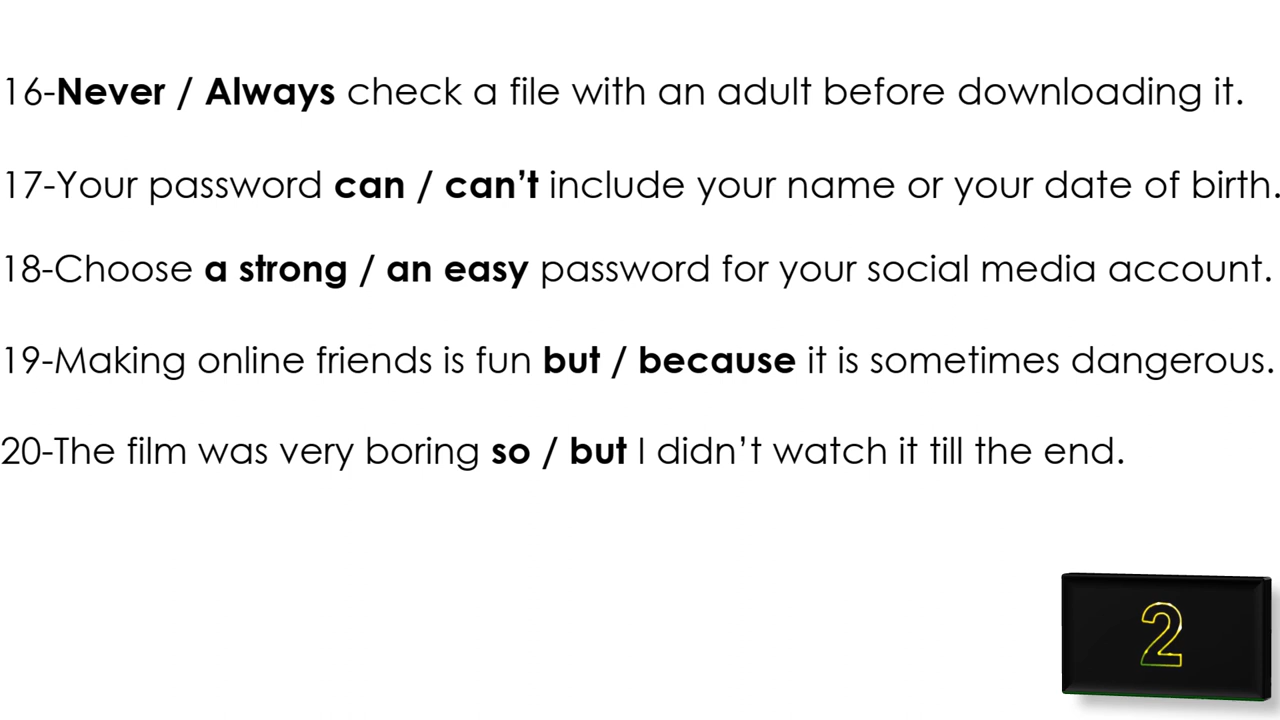 16-Never / Always check a file with an adult before downloading it.
17-Your password can / can’t include your name or your date of birth.
18-Choose a strong / an easy password for your social media account.
19-Making online friends is fun but / because it is sometimes dangerous.
20-The film was very boring so / but I didn’t watch it till the end.
2